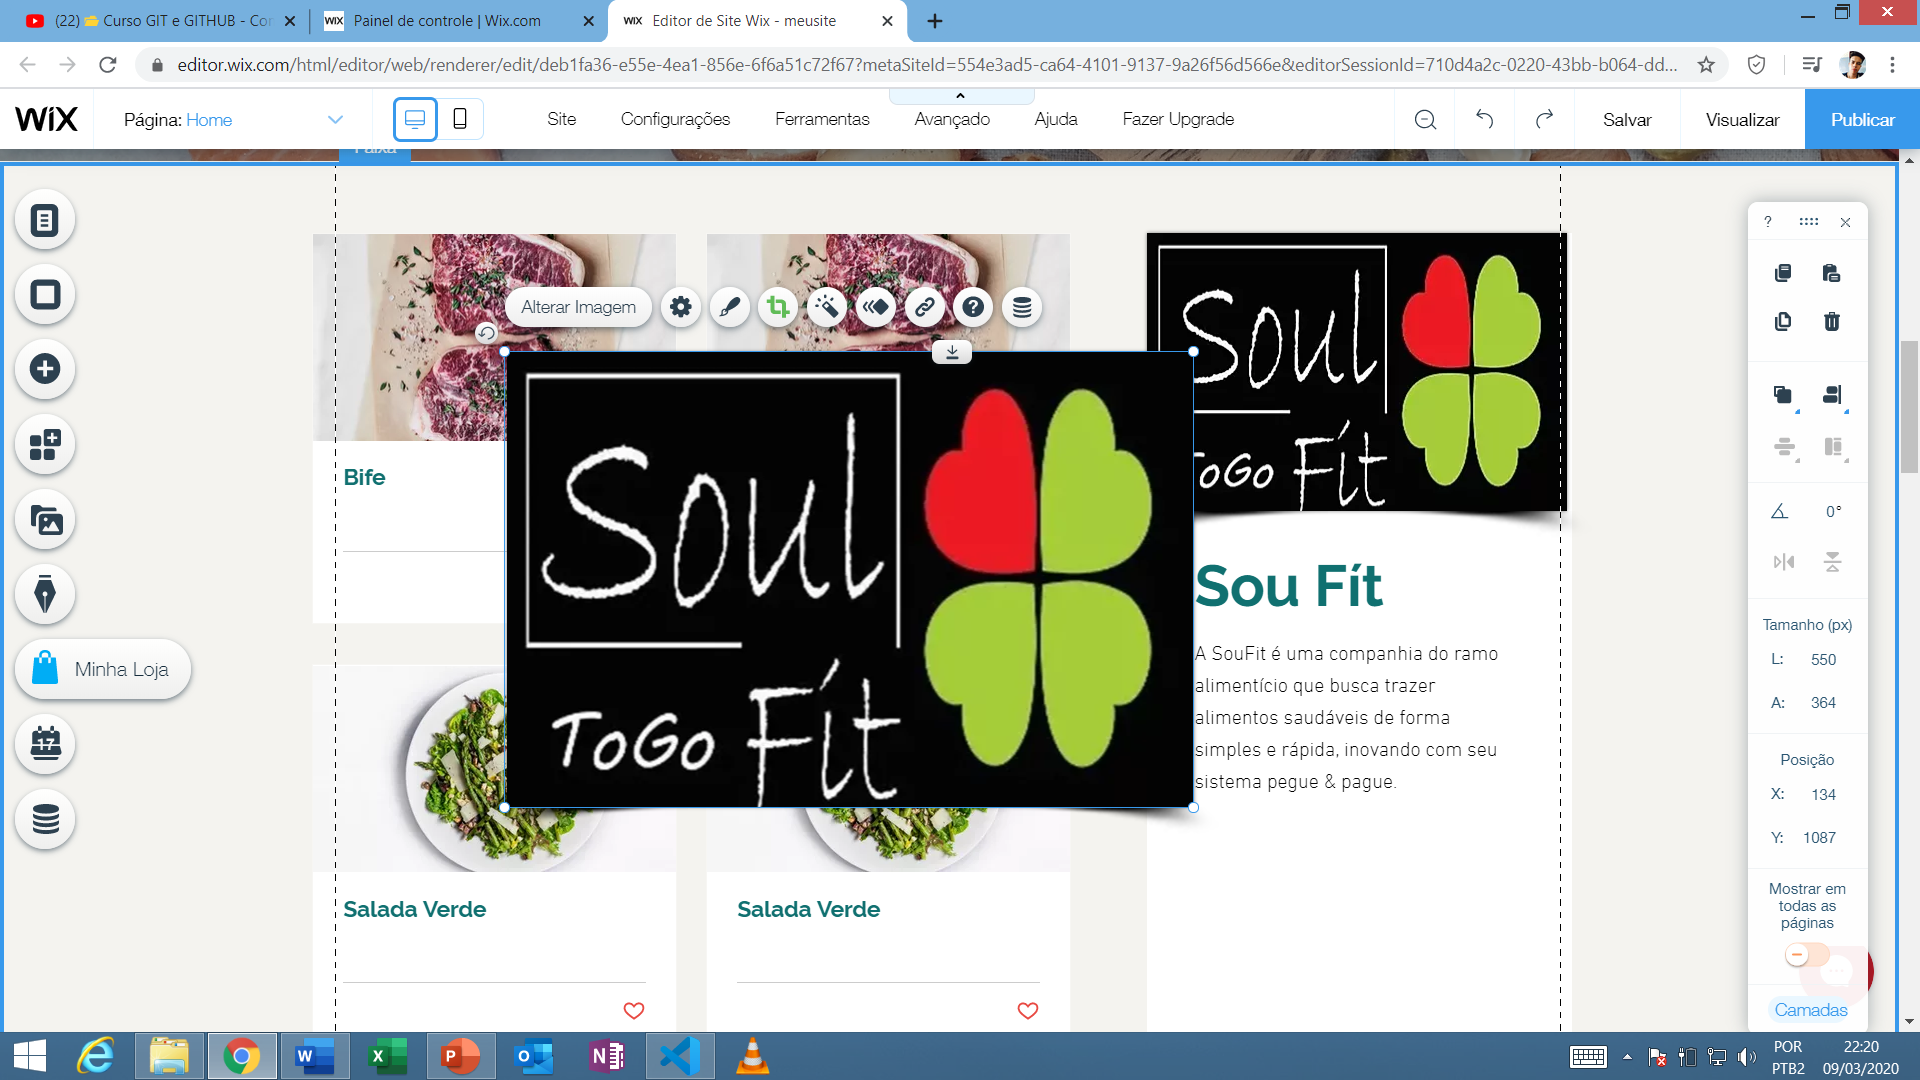 (22) Curso GIT e GITHUB - Con
Painel de controle | Wix.com
Editor de Site Wix - meusite
editor.wix.com/html/editor/web/renderer/edit/deb1fa36-e55e-4ea1-856e-6f6a51c72f67?metaSiteId=554e3ad5-ca64-4101-9137-9a26f56d566e&editorSessionId=710d4a2c-0220-43bb-b064-dd...
WiX
Página: Home
Site
Configurações
Ferramentas
Avançado
Ajuda
Fazer Upgrade
Salvar
Visualizar
Publicar
Faixa
Alterar Imagem
Soul
ToGo Fít
Soul
ToGo Fít
Bife
Sou Fít
A SouFit é uma companhia do ramo
alimentício que busca trazer
alimentos saudáveis de forma
simples e rápida, inovando com seu
sistema pegue & pague.
Minha Loja
17
Salada Verde
Salada Verde
?
0°
Tamanho (px)
L: 550
A: 364
Posição
X: 134
Y: 1087
Mostrar em
todas as
páginas
Camadas
POR
PTB2
22:20
09/03/2020